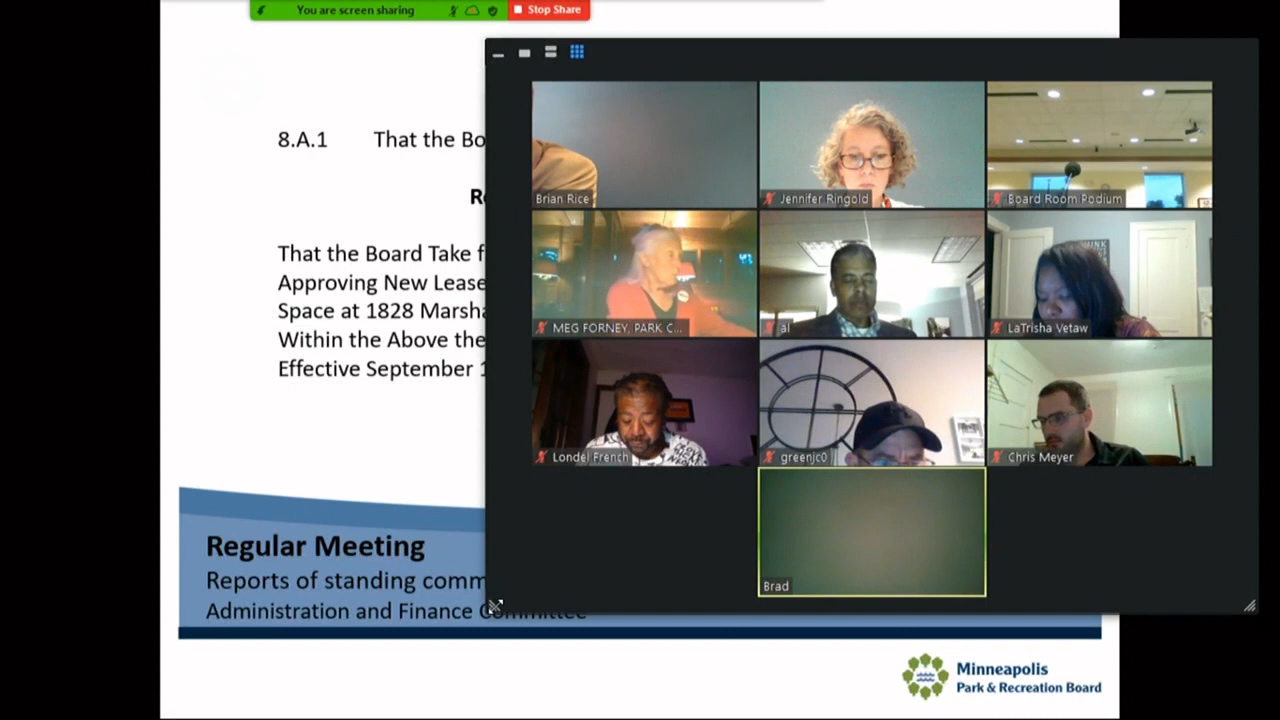 You are screen sharing
Stop Share
8.A.1 That the Bo
R
That the Board Take f
Approving New Lease
Space at 1828 Marsha
Within the Above the
Effective September 1
Brian Rice
Jennifer Ringold
Board Room Podium
MEG FORNEY, PARK C...
al
LaTrisha Vetaw
Londel French
greenjc0
Chris Meyer
Brad
Regular Meeting
Reports of standing comm
Administration and Finance Committee
Minneapolis
Park & Recreation Board